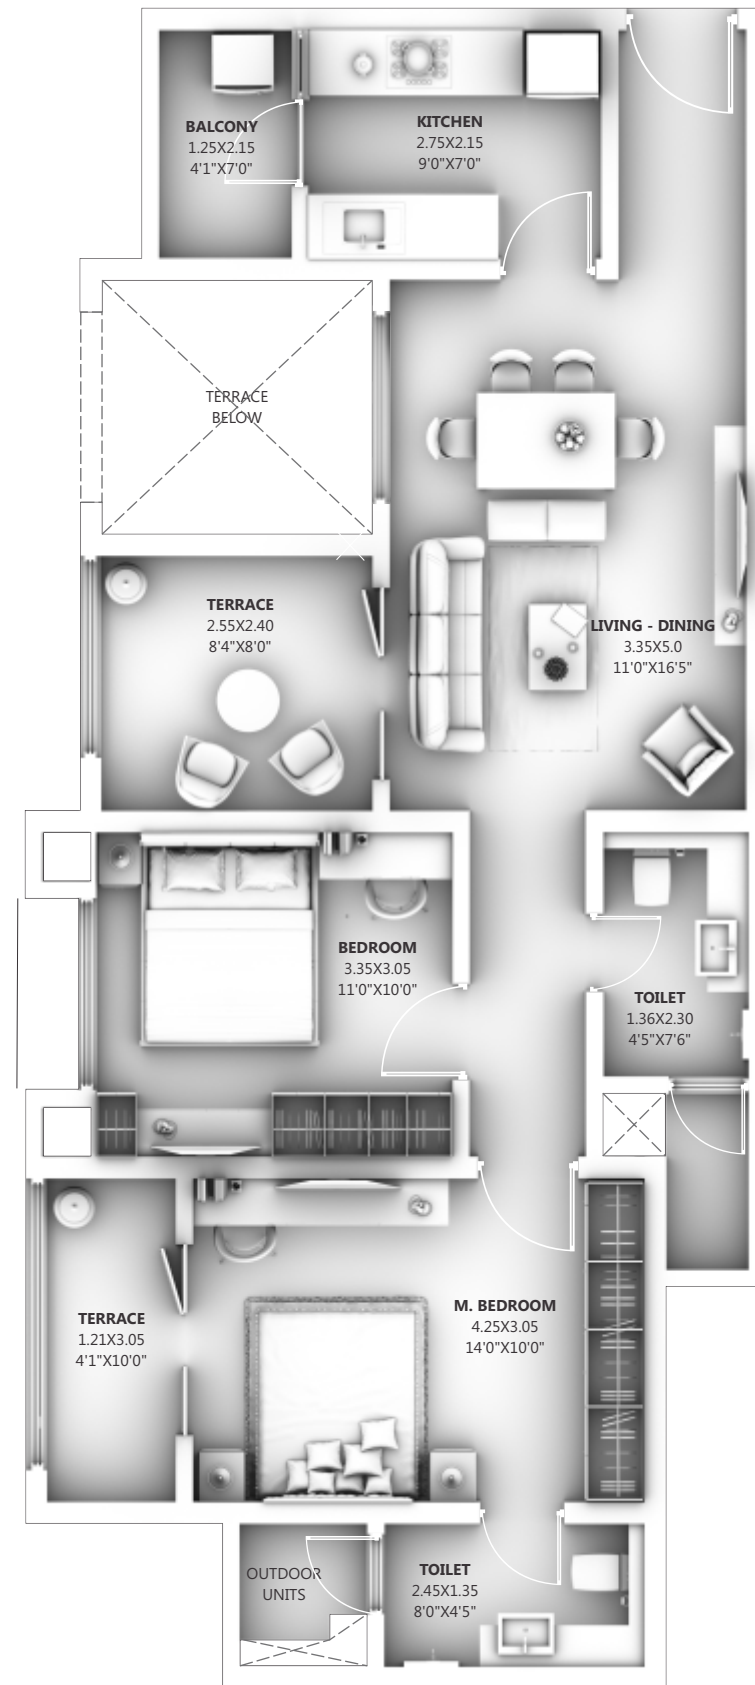 BALCONY
1.25X2.15
4'1"X7'0"
KITCHEN
2.75X2.15
9'0"X7'0"
TERRACE
BELOW
TERRACE
2.55X2.40
8'4"X8'0"
LIVING - DINING
3.35X5.0
11'0"X16'5"
BEDROOM
3.35X3.05
11'0"X10'0"
TOILET
1.36X2.30
4'5"X7'6"
TERRACE
1.21X3.05
4'1"X10'0"
M. BEDROOM
4.25X3.05
14'0"X10'0"
OUTDOOR
UNITS
TOILET
2.45X1.35
8'0"X4'5"